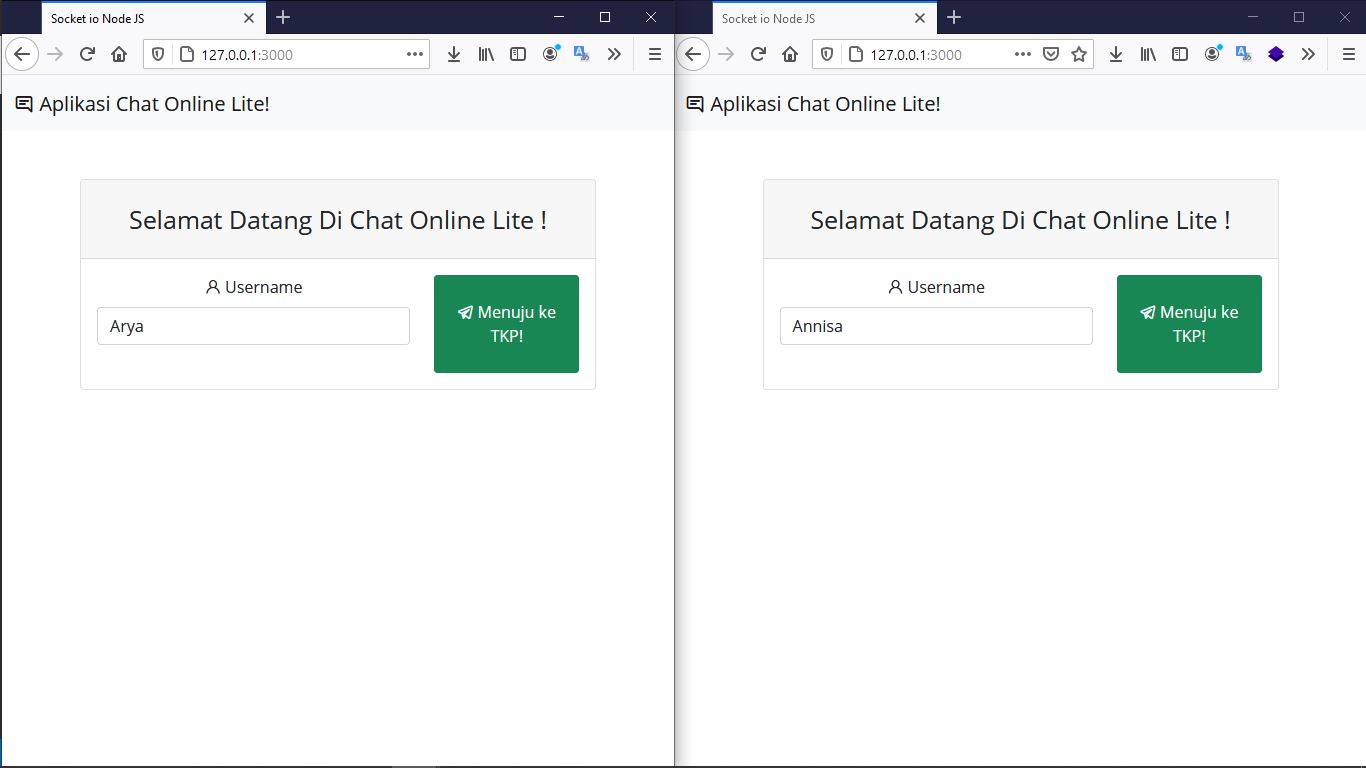 Socket io Node JS
127.0.0.1:3000
Aplikasi Chat Online Lite!
Selamat Datang Di Chat Online Lite !
Username
Arya
Menuju ke
TKP!
Socket io Node JS
127.0.0.1:3000
Aplikasi Chat Online Lite!
Selamat Datang Di Chat Online Lite !
Username
Annisa
Menuju ke
TKP!